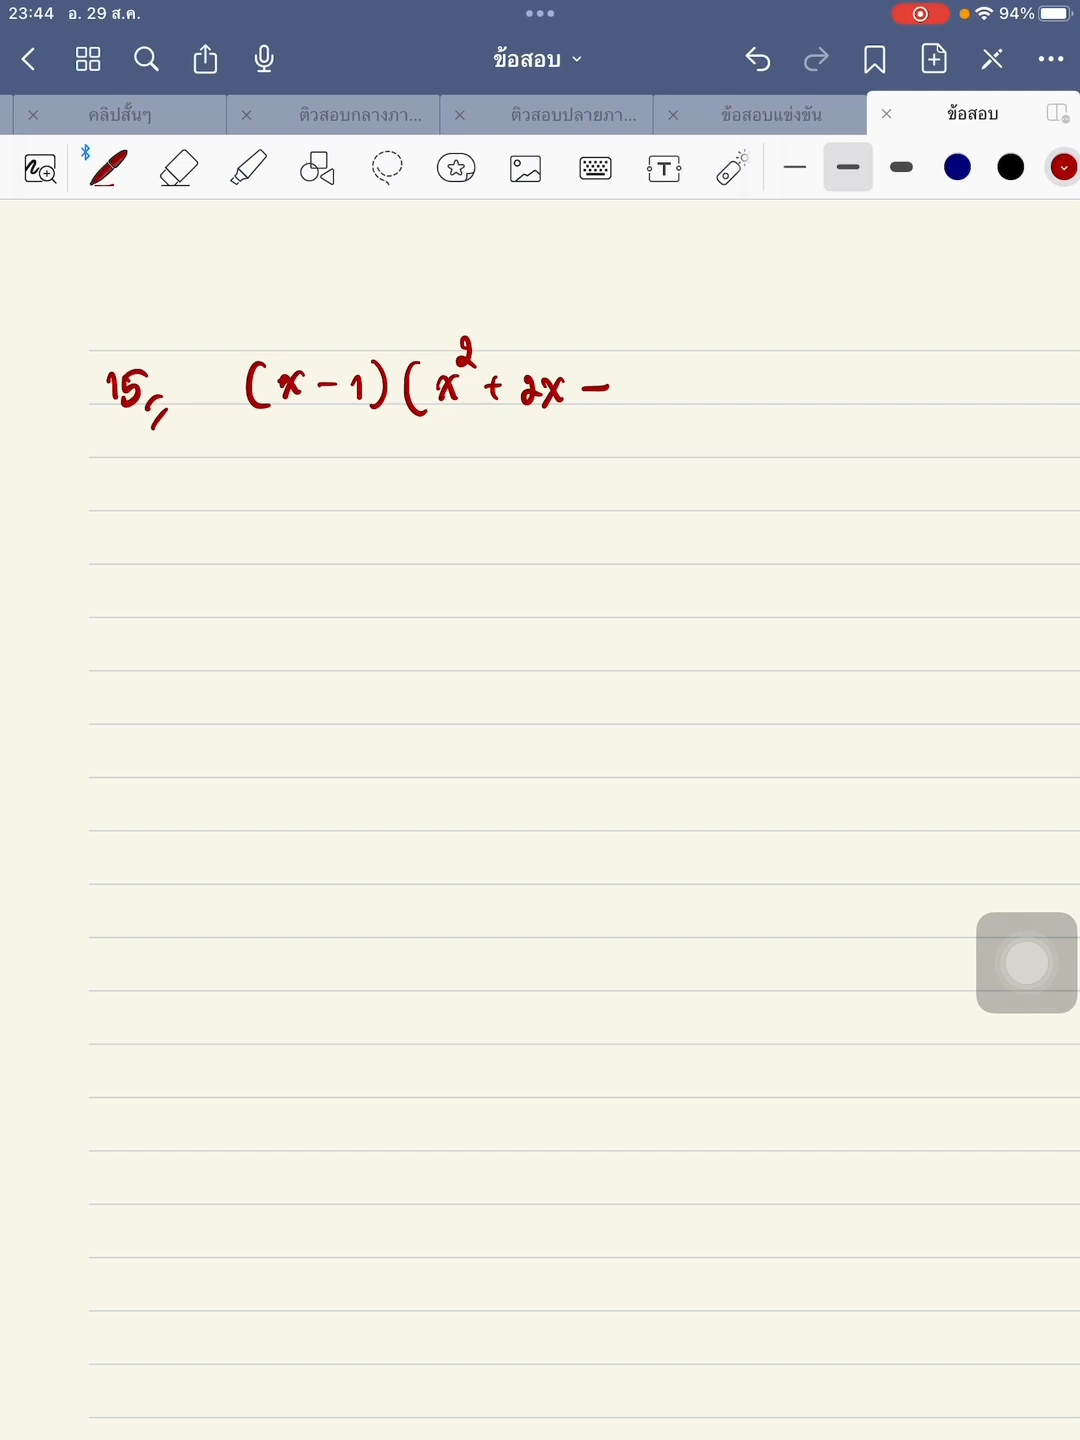 23:44 อ. 29 ส.ค. 94%
ข้อสอบ
คลิปสั้นๆ ติวสอบกลางภา... ติวสอบปลายภา... ข้อสอบแข่งขัน ข้อสอบ
T
15,, (x - 1)(x² + 2x -